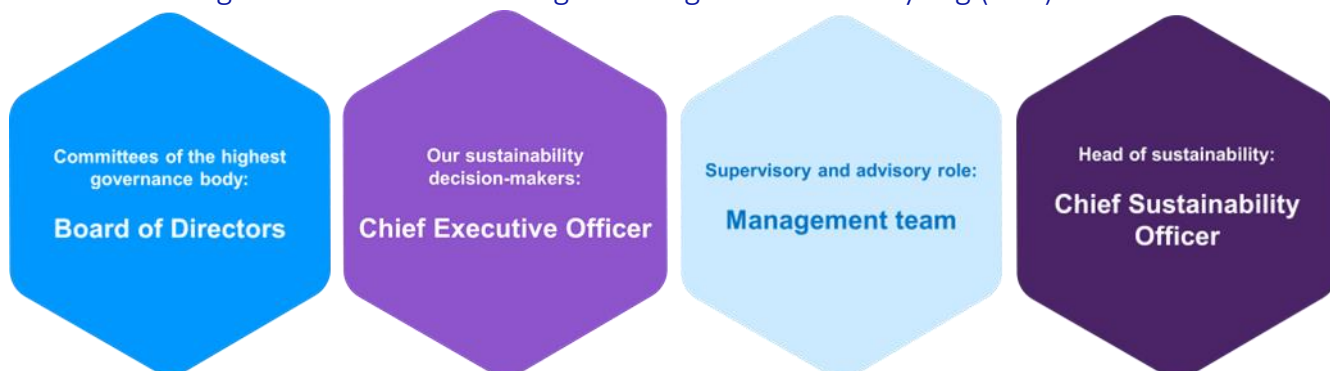 Committees of the highest
governance body:
Board of Directors
Our sustainability
decision-makers:
Chief Executive Officer
Supervisory and advisory role:
Management team
Head of sustainability:
Chief Sustainability
Officer